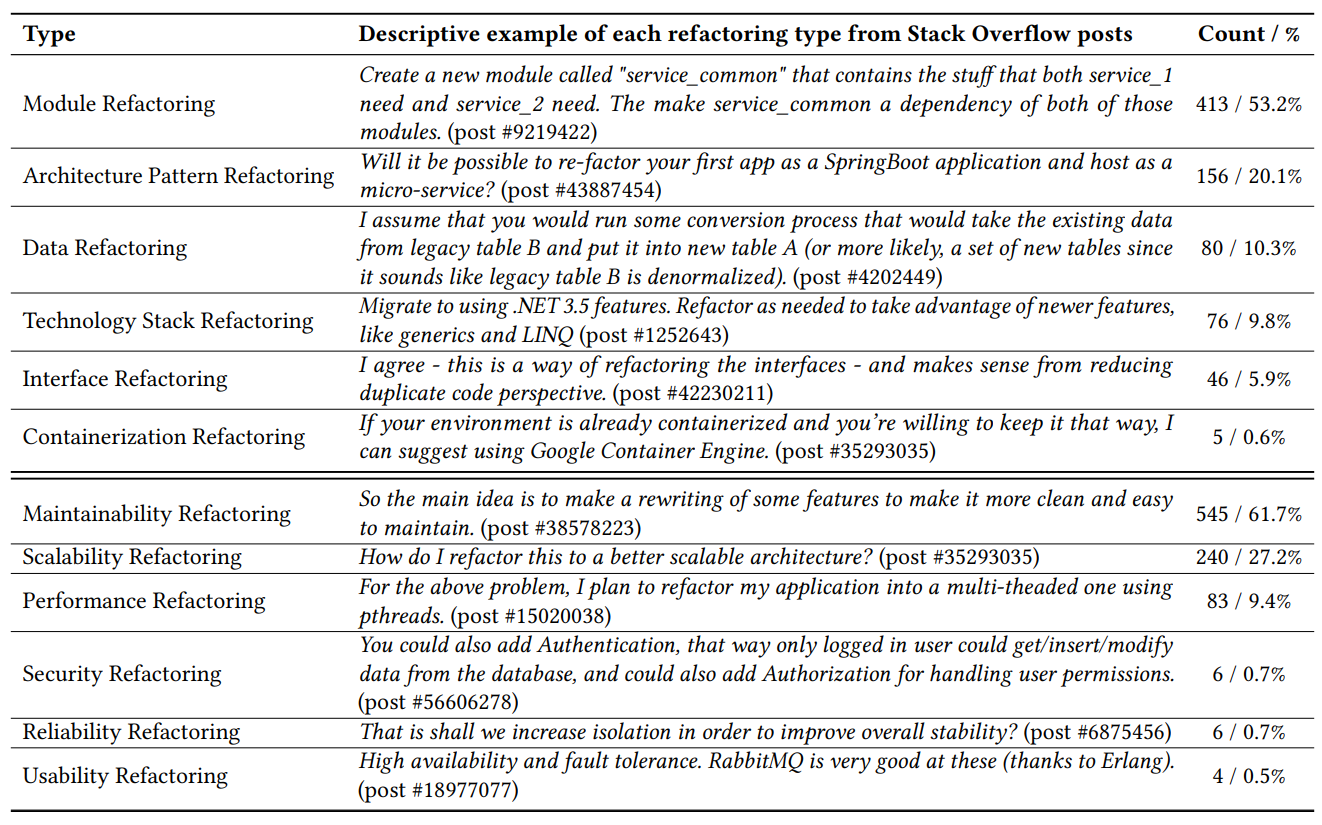 Type Descriptive example of each refactoring type from Stack Overflow posts Count / %
Module Refactoring
Create a new module called "service_common" that contains the stuff that both service_1
need and service_2 need. The make service_common a dependency of both of those
modules. (post #9219422)
413 / 53.2%
Architecture Pattern Refactoring
Will it be possible to re-factor your first app as a SpringBoot application and host as a
micro-service? (post #43887454)
156 / 20.1%
Data Refactoring
I assume that you would run some conversion process that would take the existing data
from legacy table B and put it into new table A (or more likely, a set of new tables since
it sounds like legacy table B is denormalized). (post #4202449)
80 / 10.3%
Technology Stack Refactoring
Migrate to using .NET 3.5 features. Refactor as needed to take advantage of newer features,
like generics and LINQ (post #1252643)
76 / 9.8%
Interface Refactoring
I agree - this is a way of refactoring the interfaces - and makes sense from reducing
duplicate code perspective. (post #42230211)
46 / 5.9%
Containerization Refactoring
If your environment is already containerized and you’re willing to keep it that way, I
can suggest using Google Container Engine. (post #35293035)
5 / 0.6%
Maintainability Refactoring
So the main idea is to make a rewriting of some features to make it more clean and easy
to maintain. (post #38578223)
545 / 61.7%
Scalability Refactoring
How do I refactor this to a better scalable architecture? (post #35293035)
240 / 27.2%
Performance Refactoring
For the above problem, I plan to refactor my application into a multi-theaded one using
pthreads. (post #15020038)
83 / 9.4%
Security Refactoring
You could also add Authentication, that way only logged in user could get/insert/modify
data from the database, and could also add Authorization for handling user permissions.
(post #56606278)
6 / 0.7%
Reliability Refactoring
That is shall we increase isolation in order to improve overall stability? (post #6875456)
6 / 0.7%
Usability Refactoring
High availability and fault tolerance. RabbitMQ is very good at these (thanks to Erlang).
(post #18977077)
4 / 0.5%